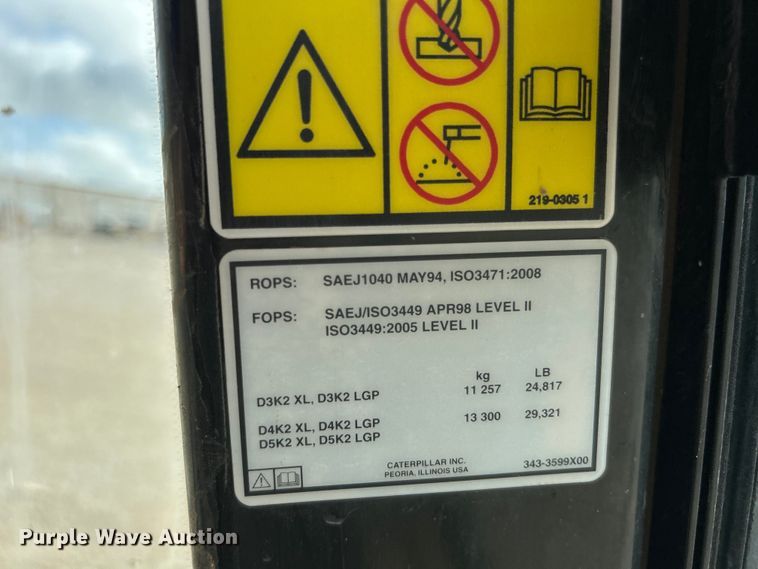 219-0305 1
ROPS: SAEJ1040 MAY94, ISO3471:2008
FOPS: SAEJ/ISO3449 APR98 LEVEL II
ISO3449:2005 LEVEL II
kg LB
D3K2 XL, D3K2 LGP 11 257 24,817
D4K2 XL, D4K2 LGP 13 300 29,321
D5K2 XL, D5K2 LGP
CATERPILLAR INC. 343-3599X00
PEORIA, ILLINOIS USA
Purple Wave Auction